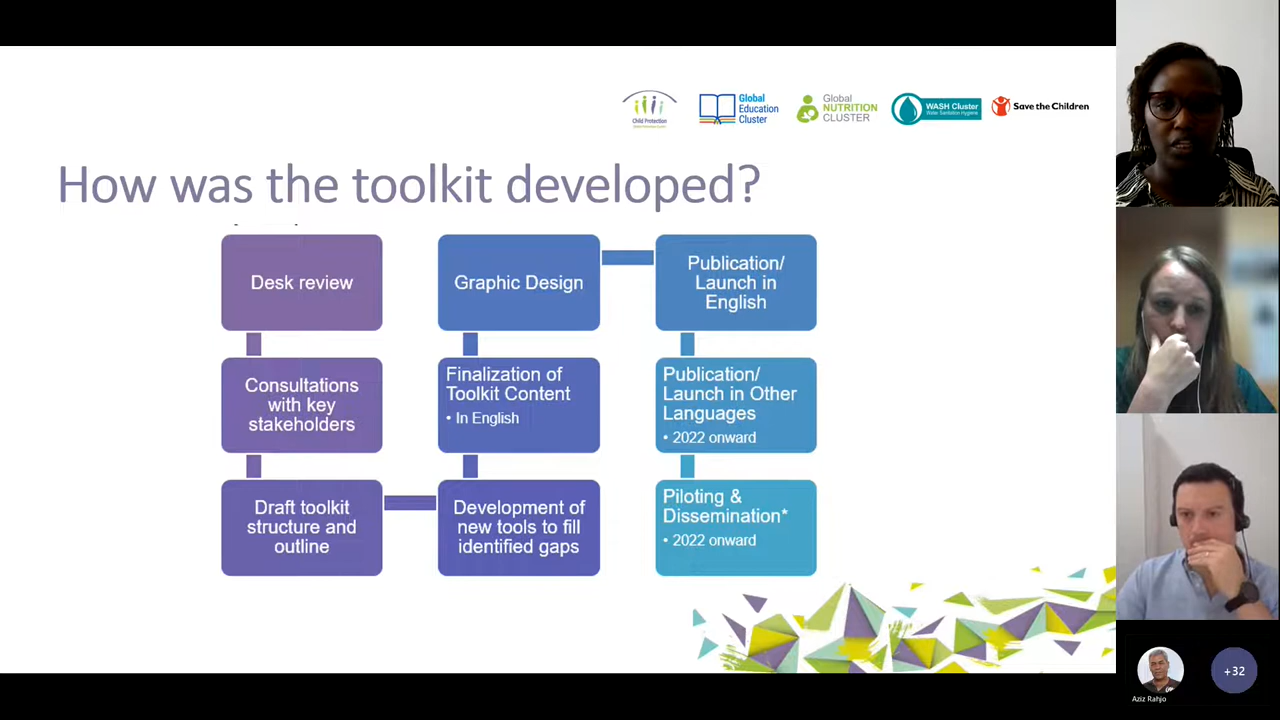 Child Protection
Global
Education
Cluster
Global
NUTRITION
CLUSTER
WASH Cluster
Water Sanitation Hygiene
Save the Children
How was the toolkit developed?
Desk review
Consultations
with key
stakeholders
Draft toolkit
structure and
outline
Development of
new tools to fill
identified gaps
Finalization of
Toolkit Content
• In English
Graphic Design
Publication/
Launch in
English
Publication/
Launch in Other
Languages
• 2022 onward
Piloting &
Dissemination*
• 2022 onward
Aziz Rahjo
+32